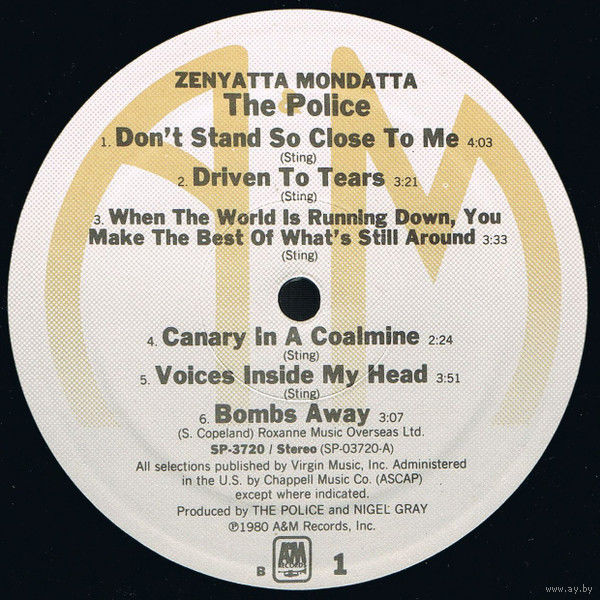 ZENYATTA MONDATTA
The Police
1. Don't Stand So Close To Me 4:03
(Sting)
2. Driven To Tears 3:21
(Sting)
3. When The World Is Running Down, You
Make The Best Of What's Still Around 3:33
(Sting)
4. Canary In A Coalmine 2:24
(Sting)
5. Voices Inside My Head 3:51
(Sting)
6. Bombs Away 3:07
(S. Copeland) Roxanne Music Overseas Ltd.
SP-3720 / Stereo (SP-03720-A)
All selections published by Virgin Music, Inc. Administered
in the U.S. by Chappell Music Co. (ASCAP)
except where indicated.
Produced by THE POLICE and NIGEL GRAY
℗1980 A&M Records, Inc.
B A&M RECORDS 1
www.ay.by